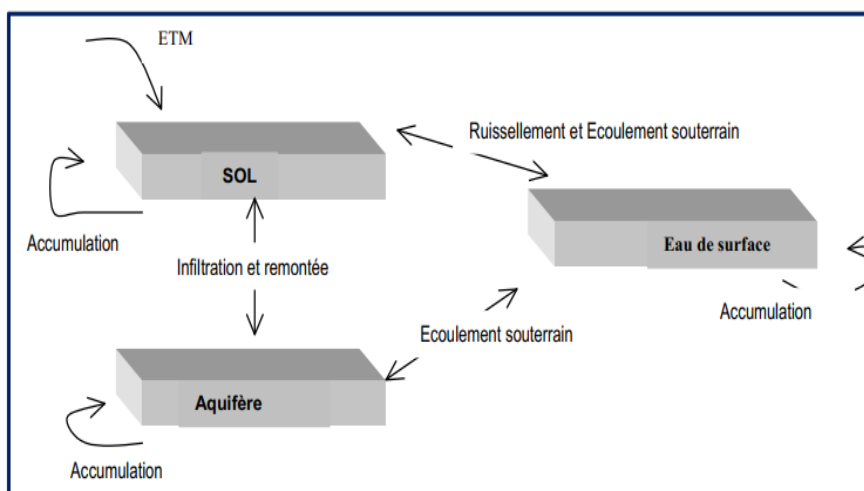 ETM
Ruissellement et Ecoulement souterrain
SOL
Eau de surface
Accumulation
Infiltration et remontée
Accumulation
Ecoulement souterrain
Aquifère
Accumulation